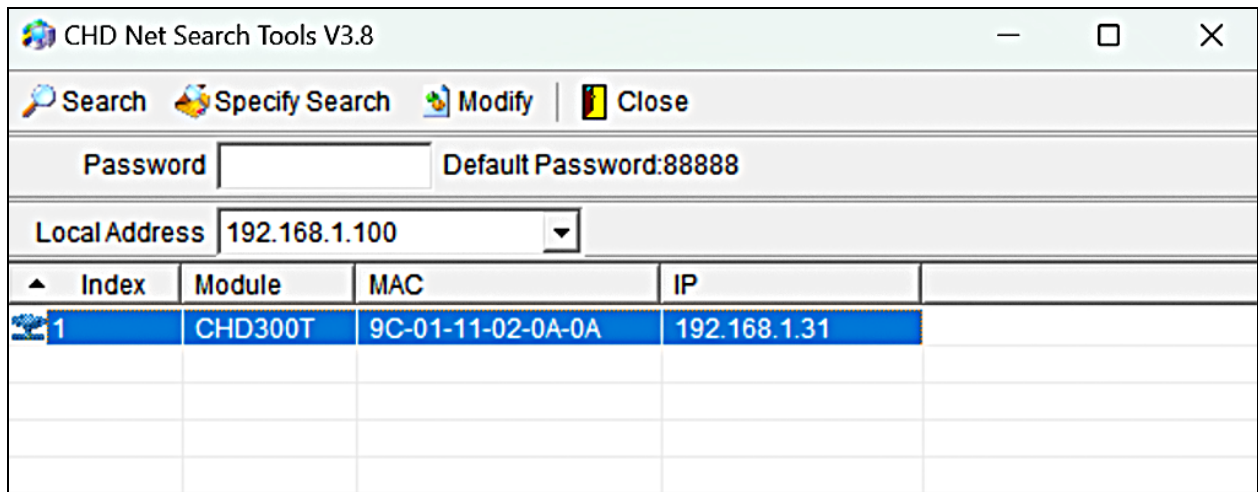 CHD Net Search Tools V3.8
Search Specify Search Modify Close
Password Default Password:88888
Local Address 192.168.1.100
Index Module MAC IP
1 CHD300T 9C-01-11-02-0A-0A 192.168.1.31